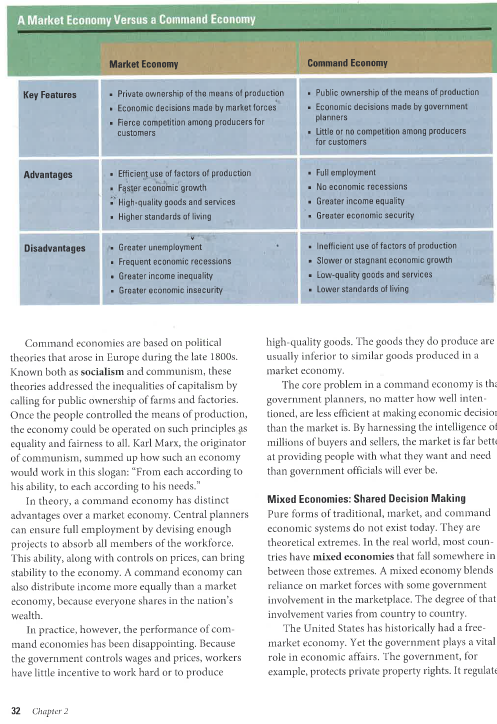 A Market Economy Versus a Command Economy
Market Economy
Command Economy
Key Features
▪ Private ownership of the means of production
▪ Economic decisions made by market forces
▪ Fierce competition among producers for
customers
▪ Public ownership of the means of production
▪ Economic decisions made by government
planners
▪ Little or no competition among producers
for customers
Advantages
▪ Efficient use of factors of production
▪ Faster economic growth
▪ High-quality goods and services
▪ Higher standards of living
▪ Full employment
▪ No economic recessions
▪ Greater income equality
▪ Greater economic security
Disadvantages
▪ Greater unemployment
▪ Frequent economic recessions
▪ Greater income inequality
▪ Greater economic insecurity
▪ Inefficient use of factors of production
▪ Slower or stagnant economic growth
▪ Low-quality goods and services
▪ Lower standards of living
Command economies are based on political
theories that arose in Europe during the late 1800s.
Known both as socialism and communism, these
theories addressed the inequalities of capitalism by
calling for public ownership of farms and factories.
Once the people controlled the means of production,
the economy could be operated on such principles as
equality and fairness to all. Karl Marx, the originator
of communism, summed up how such an economy
would work in this slogan: “From each according to
his ability, to each according to his needs.”
In theory, a command economy has distinct
advantages over a market economy. Central planners
can ensure full employment by devising enough
projects to absorb all members of the workforce.
This ability, along with controls on prices, can bring
stability to the economy. A command economy can
also distribute income more equally than a market
economy, because everyone shares in the nation’s
wealth.
In practice, however, the performance of com-
mand economies has been disappointing. Because
the government controls wages and prices, workers
have little incentive to work hard or to produce
high-quality goods. The goods they do produce are
usually inferior to similar goods produced in a
market economy.
The core problem in a command economy is tha
government planners, no matter how well inten-
tioned, are less efficient at making economic decision
than the market is. By harnessing the intelligence of
millions of buyers and sellers, the market is far bette
at providing people with what they want and need
than government officials will ever be.
Mixed Economies: Shared Decision Making
Pure forms of traditional, market, and command
economic systems do not exist today. They are
theoretical extremes. In the real world, most coun-
tries have mixed economies that fall somewhere in
between those extremes. A mixed economy blends
reliance on market forces with some government
involvement in the marketplace. The degree of that
involvement varies from country to country.
The United States has historically had a free-
market economy. Yet the government plays a vital
role in economic affairs. The government, for
example, protects private property rights. It regulate
32 Chapter 2